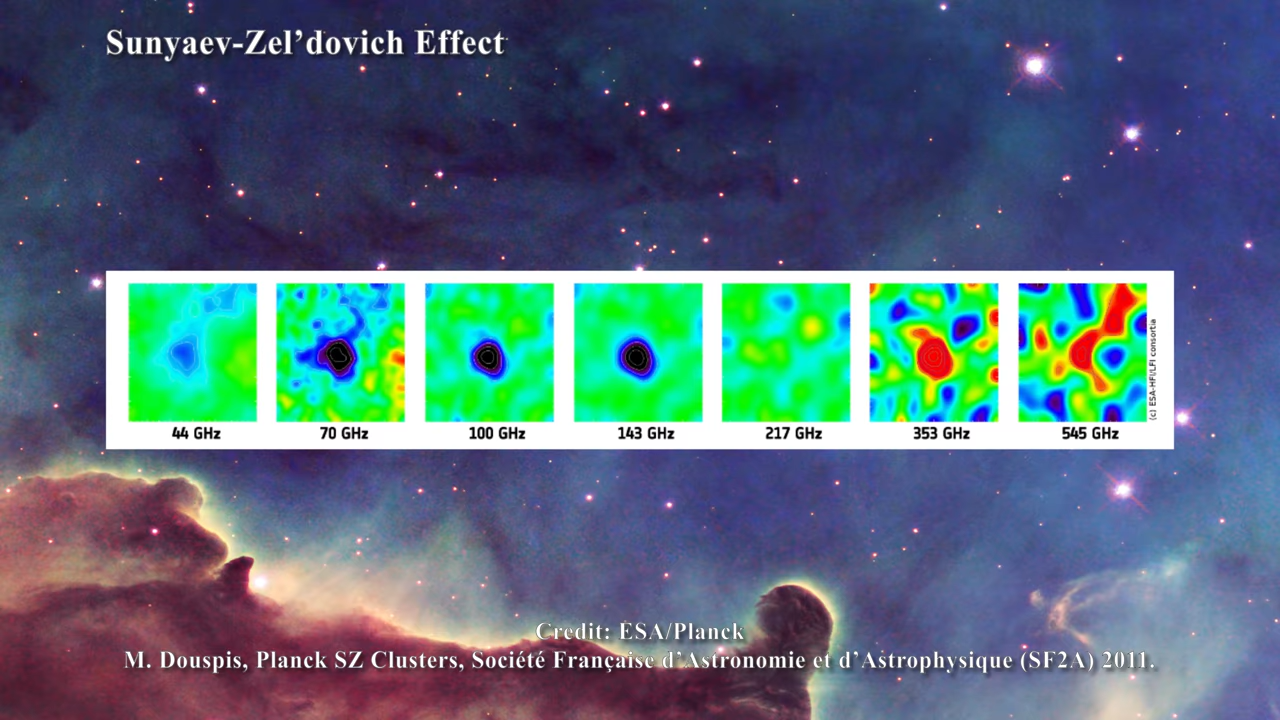 Sunyaev-Zel’dovich Effect
44 GHz
70 GHz
100 GHz
143 GHz
217 GHz
353 GHz
545 GHz
(c) ESA-HFI/LFI consortia
Credit: ESA/Planck
M. Douspis, Planck SZ Clusters, Société Française d’Astronomie et d’Astrophysique (SF2A) 2011.